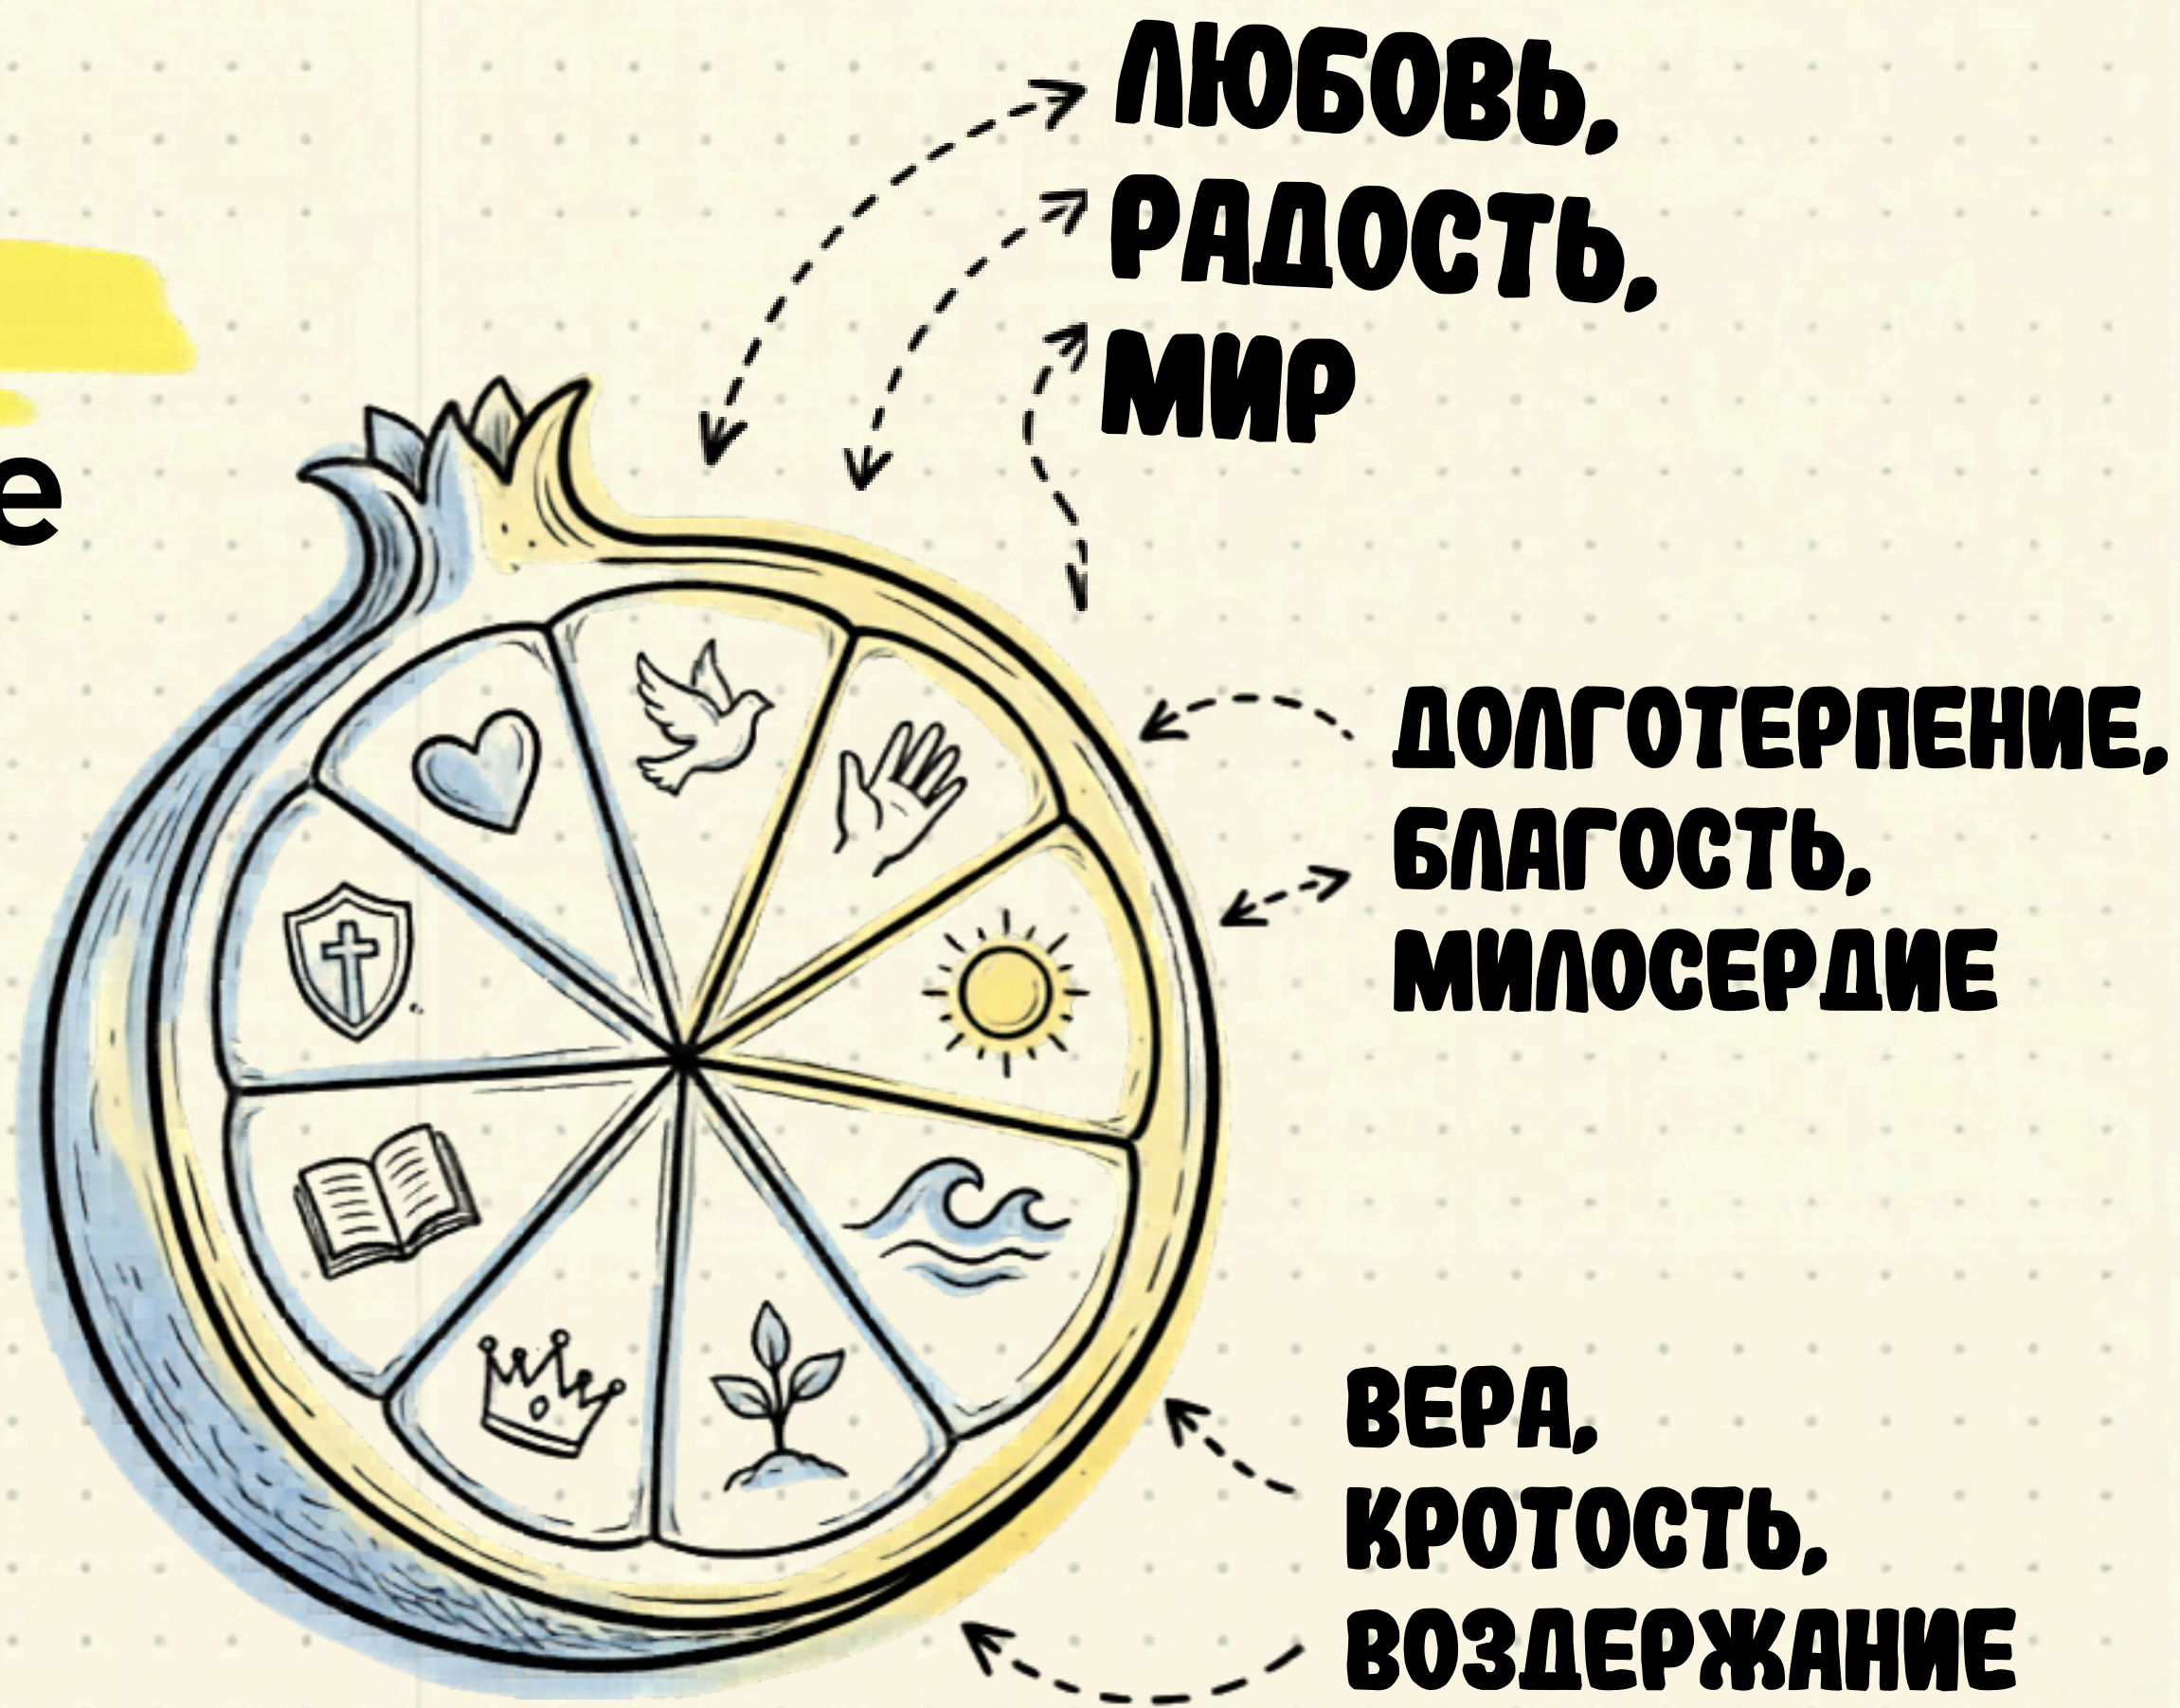 ЛЮБОВЬ,
РАДОСТЬ,
МИР
е
ДОЛГОТЕРПЕНИЕ,
БЛАГОСТЬ,
МИЛОСЕРДИЕ
ВЕРА,
КРОТОСТЬ,
ВОЗДЕРЖАНИЕ